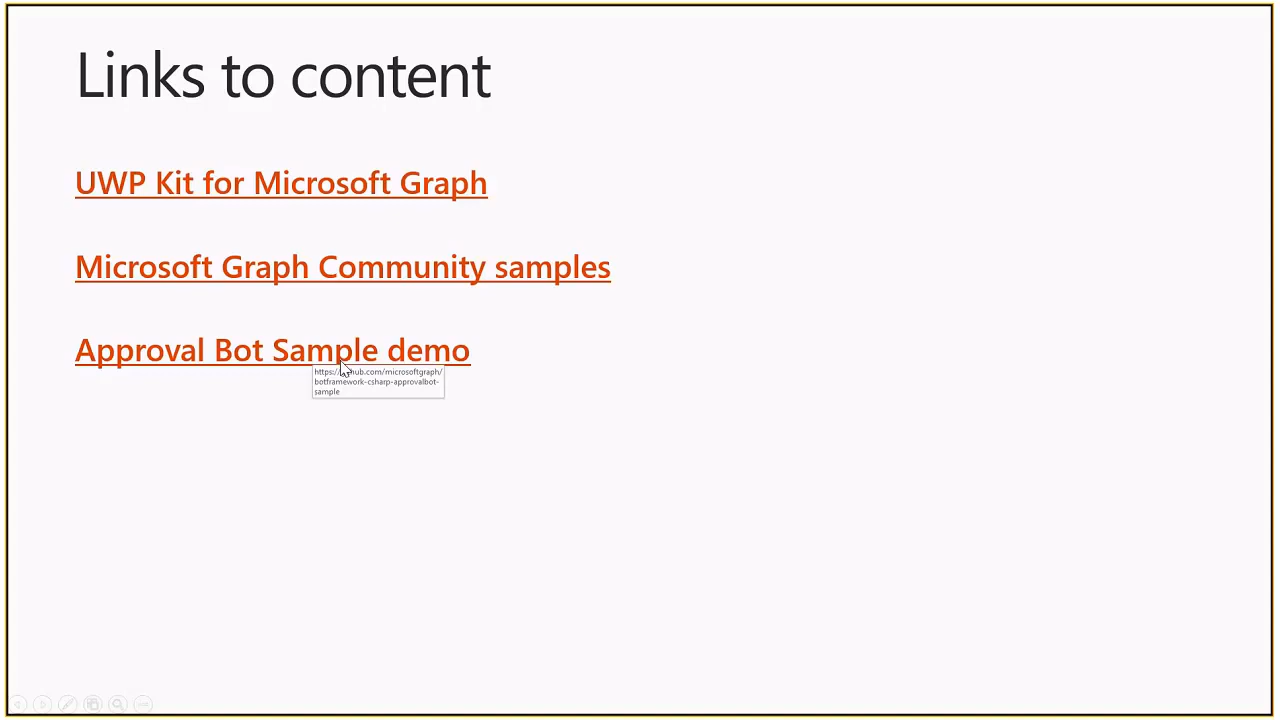 Links to content
UWP Kit for Microsoft Graph
Microsoft Graph Community samples
Approval Bot Sample demo
https:/ hub.com/microsoftgraph/
botframework-csharp-approvalbot-
sample